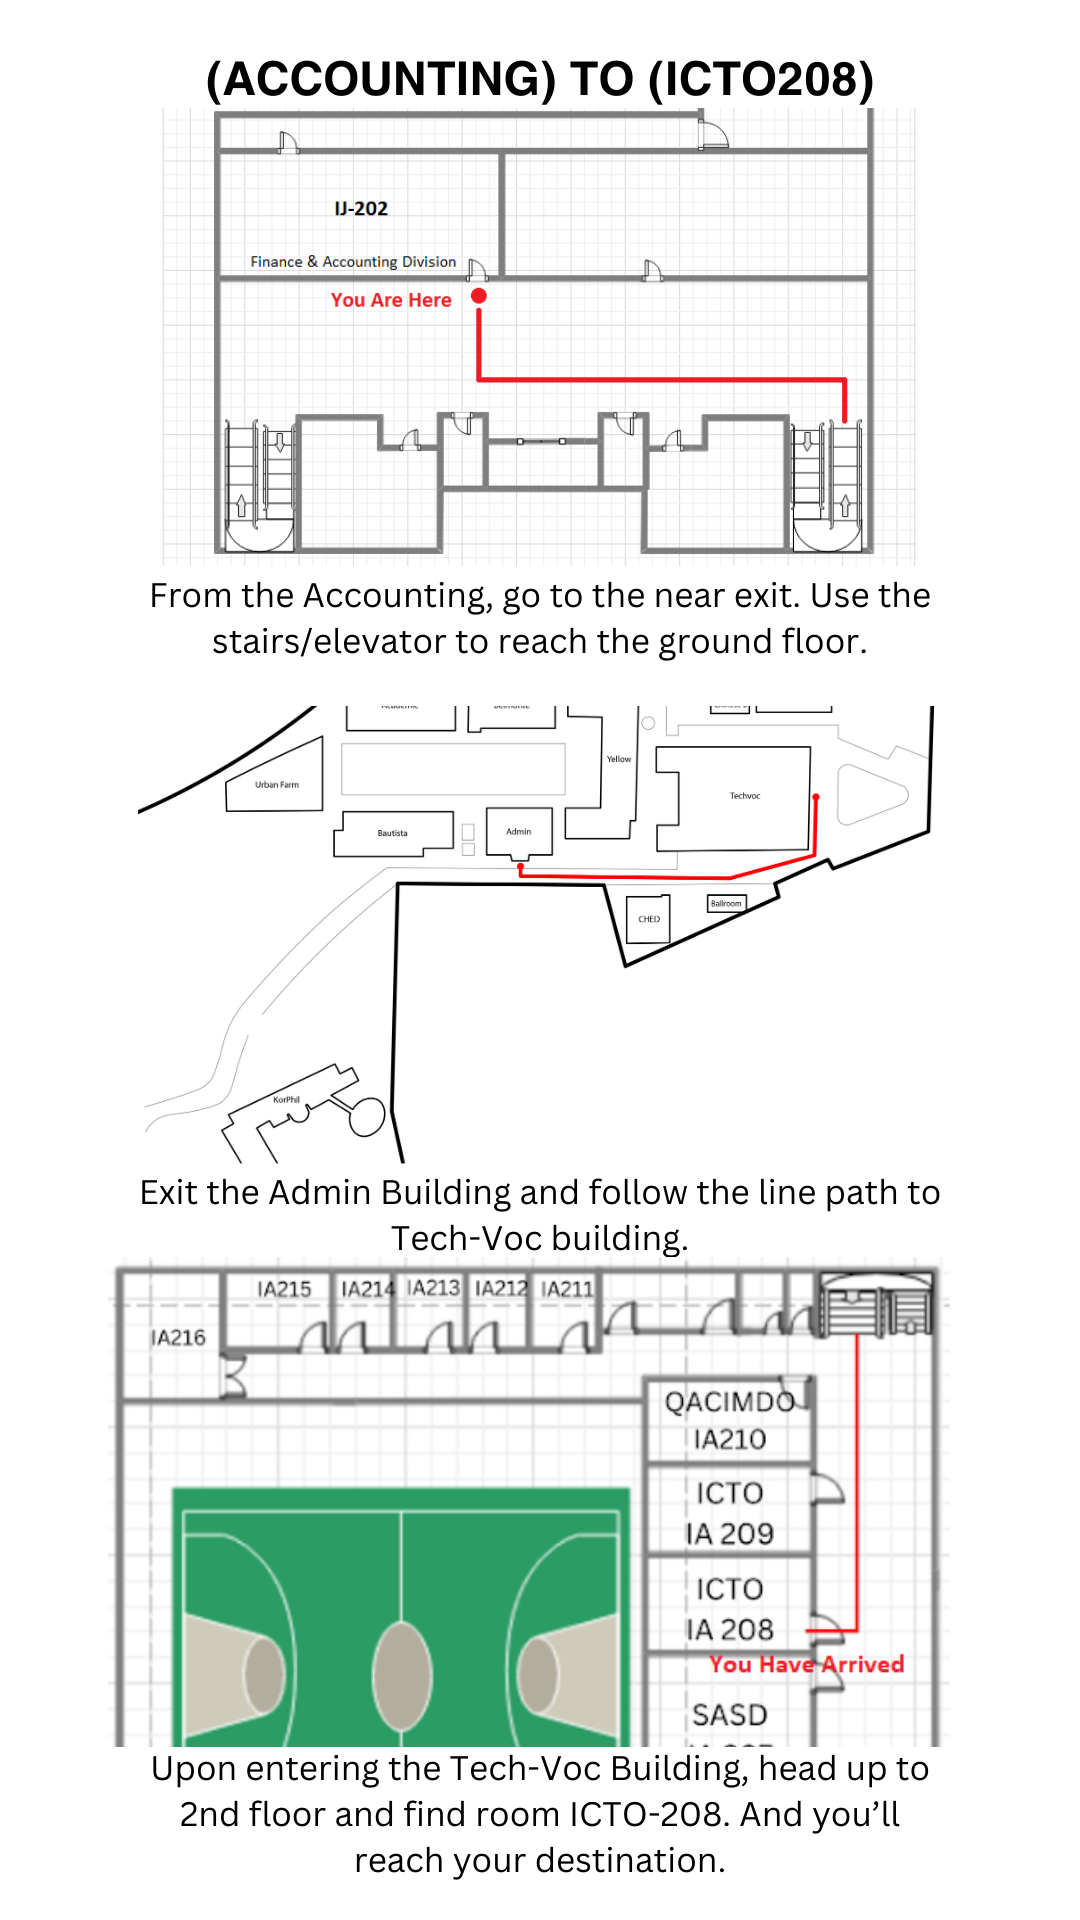 (ACCOUNTING) TO (ICTO208)
IJ-202
Finance & Accounting Division
You Are Here
From the Accounting, go to the near exit. Use the
stairs/elevator to reach the ground floor.
Academic
Belmonte
Yellow
Urban Farm
Techvoc
Bautista
Admin
CHED
Ballroom
KorPhil
Exit the Admin Building and follow the line path to
Tech-Voc building.
IA215
IA214
IA213
IA212
IA211
IA216
QACIMDO
IA210
ICTO
IA 209
ICTO
IA 208
You Have Arrived
SASD
Upon entering the Tech-Voc Building, head up to
2nd floor and find room ICTO-208. And you’ll
reach your destination.